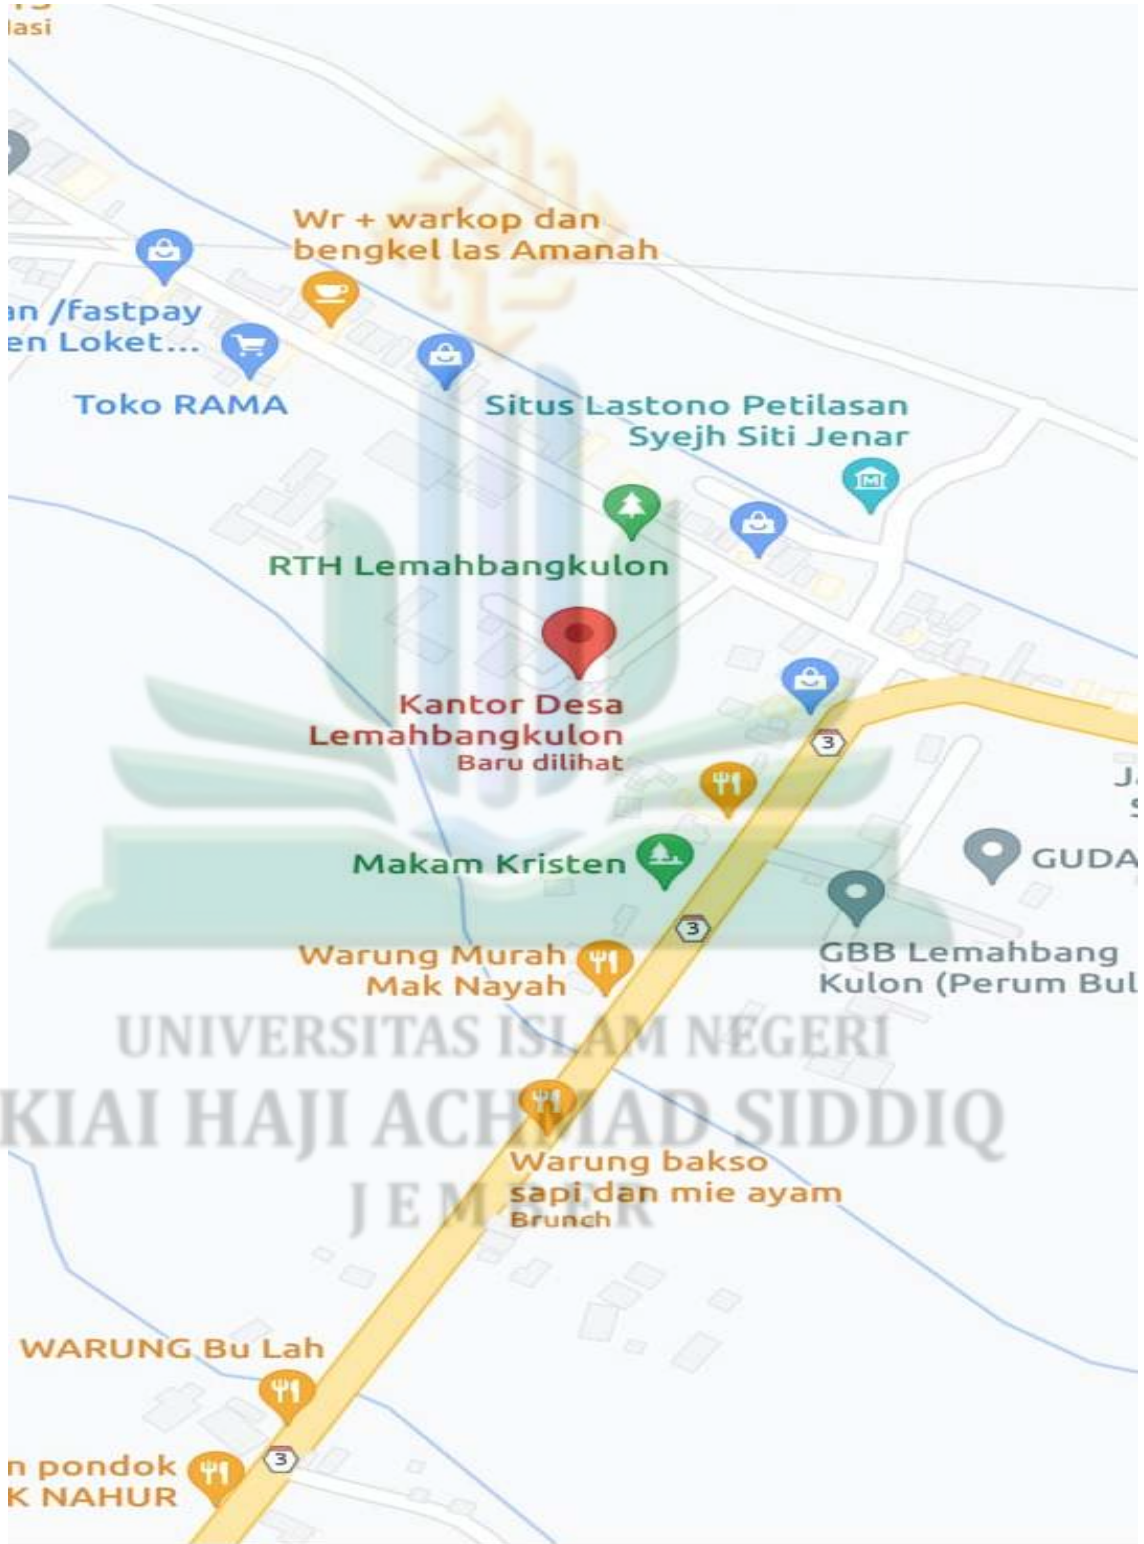 asi
Wr + warkop dan
bengkel las Amanah
an /fastpay
en Loket...
Toko RAMA
Situs Lastono Petilasan
Syejh Siti Jenar
RTH Lemahbangkulon
Kantor Desa
Lemahbangkulon
Baru dilihat
3
Makam Kristen
GUDA
3
Warung Murah
Mak Nayah
GBB Lemahbang
Kulon (Perum Bul
UNIVERSITAS ISLAM NEGERI
KIAI HAJI ACHMAD SIDDIQ
JEMBER
Warung bakso
sapi dan mie ayam
Brunch
WARUNG Bu Lah
3
n pondok
K NAHUR